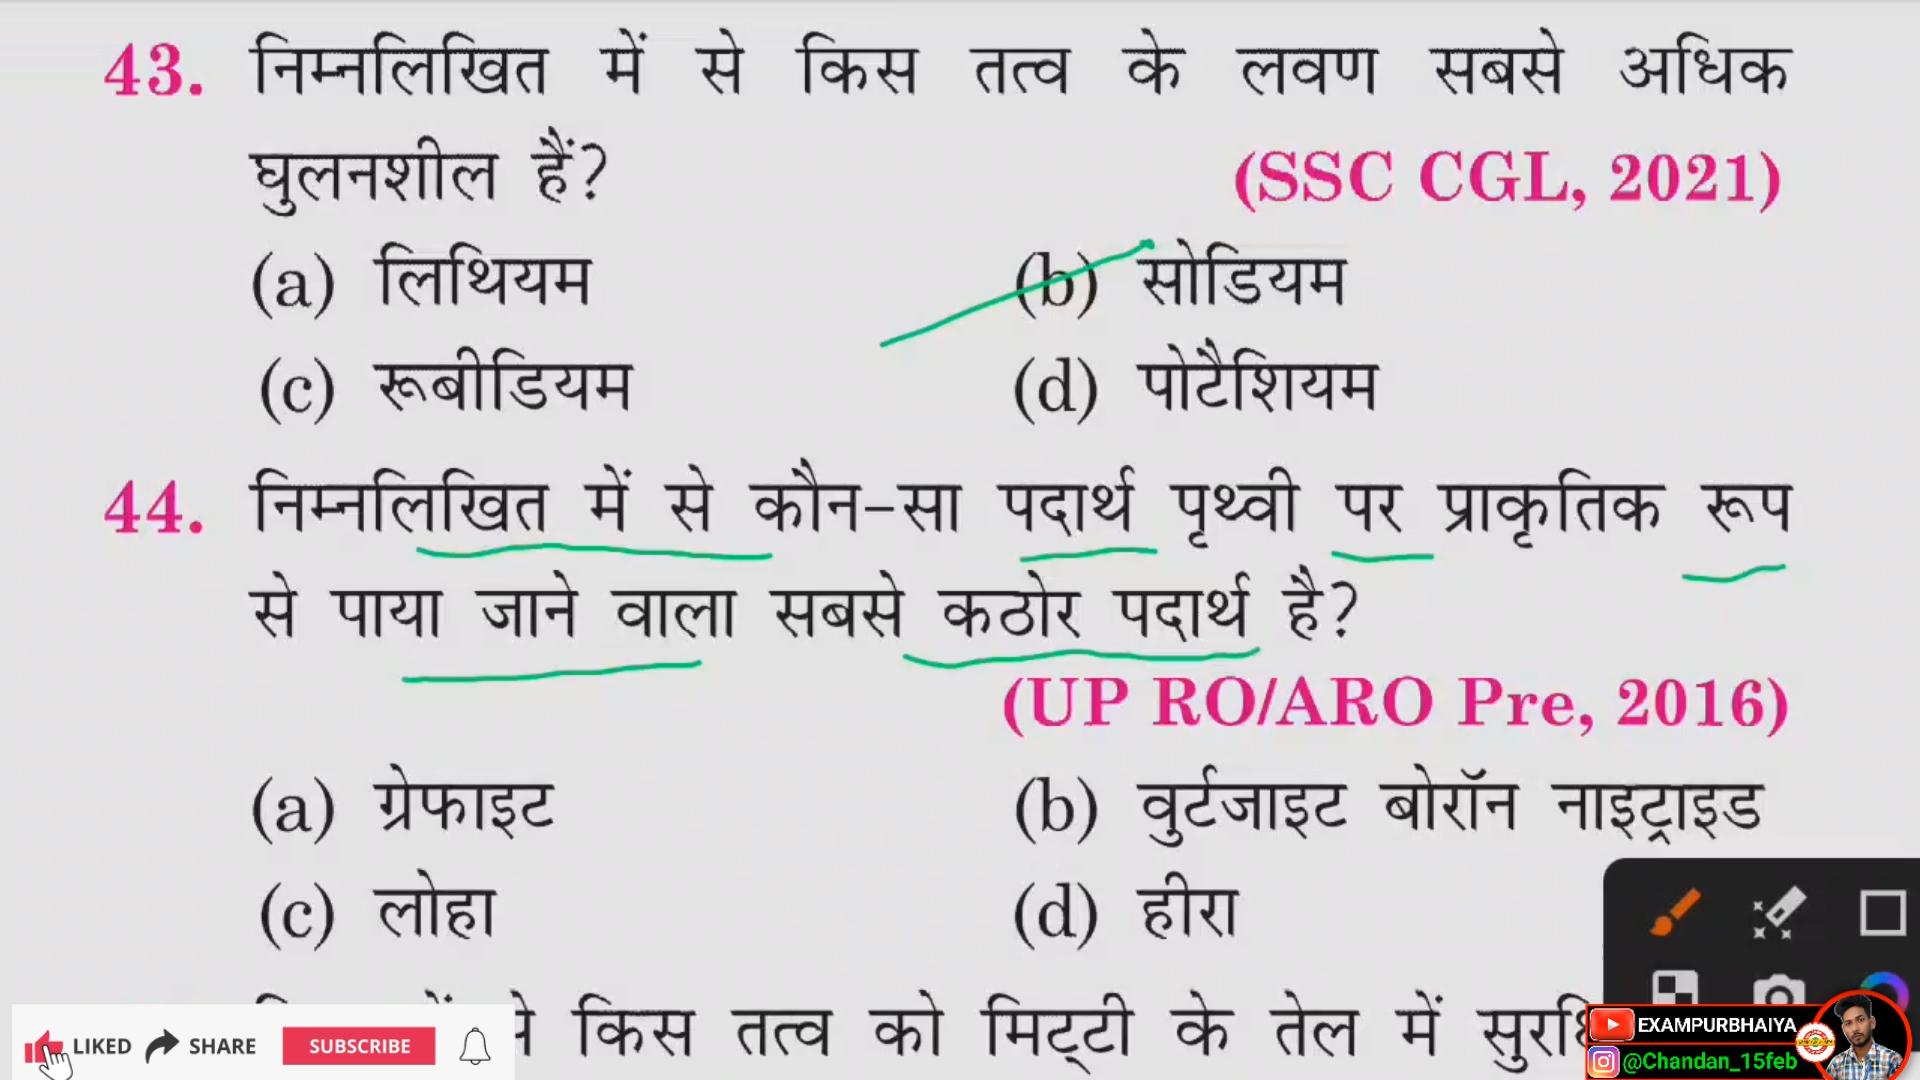 43. निम्नलिखित में से किस तत्व के लवण सबसे अधिक
घुलनशील हैं? (SSC CGL, 2021)
(a) लिथियम (b) सोडियम
(c) रूबीडियम (d) पोटैशियम
44. निम्नलिखित में से कौन-सा पदार्थ पृथ्वी पर प्राकृतिक रूप
से पाया जाने वाला सबसे कठोर पदार्थ है?
(UP RO/ARO Pre, 2016)
(a) ग्रेफाइट (b) वुर्टजाइट बोरॉन नाइट्राइड
(c) लोहा (d) हीरा
किस तत्व को मिट्टी के तेल में
LIKED SHARE SUBSCRIBE
EXAMPURBHAIYA
@Chandan_15feb